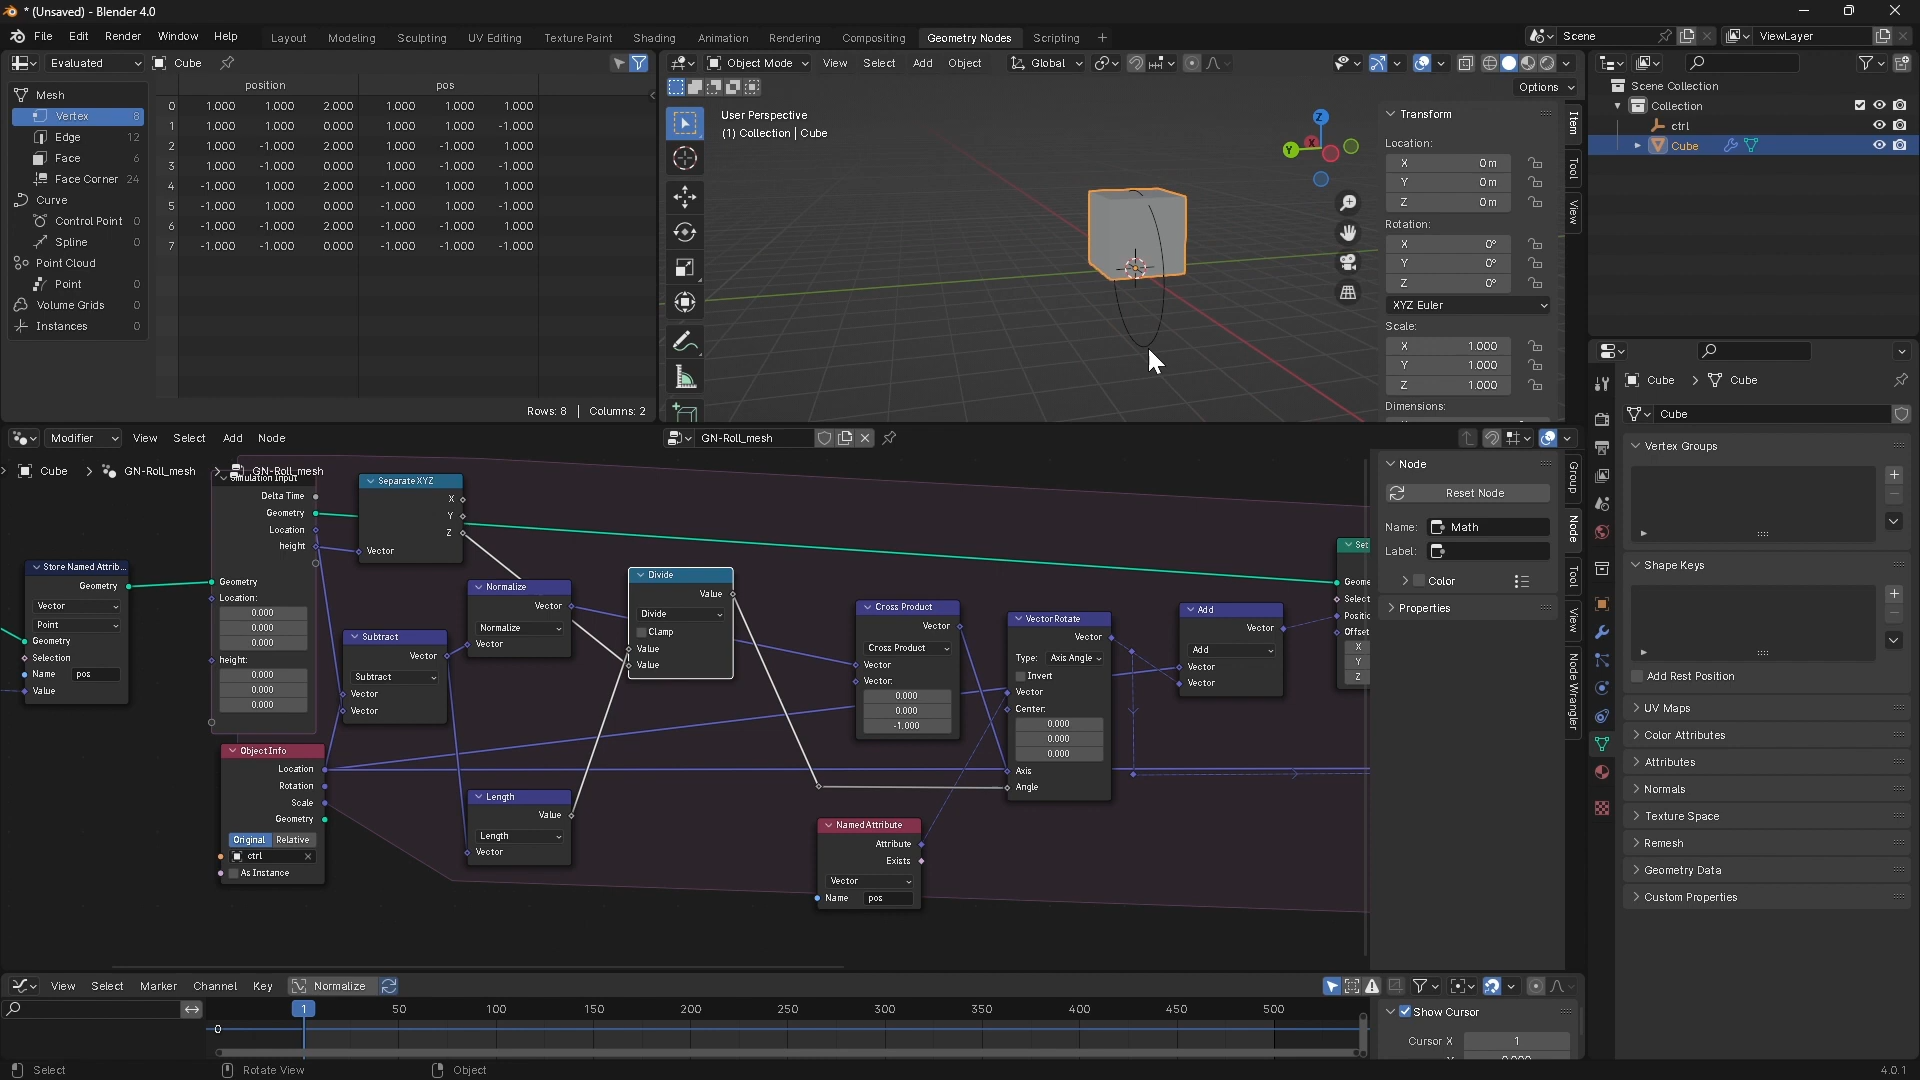 * (Unsaved) - Blender 4.0
File Edit Render Window Help Layout Modeling Sculpting UV Editing Texture Paint Shading Animation Rendering Compositing Geometry Nodes Scripting + Scene ViewLayer
Evaluated Cube
position pos
Mesh
Vertex 8
Edge 12
Face 6
Face Corner 24
Curve
Control Point 0
Spline 0
Point Cloud
Point 0
Volume Grids 0
Instances 0
0 1.000 1.000 2.000 1.000 1.000 1.000
1 1.000 1.000 0.000 1.000 1.000 -1.000
2 1.000 -1.000 2.000 1.000 -1.000 1.000
3 1.000 -1.000 0.000 1.000 -1.000 -1.000
4 -1.000 1.000 2.000 -1.000 1.000 1.000
5 -1.000 1.000 0.000 -1.000 1.000 -1.000
6 -1.000 -1.000 2.000 -1.000 -1.000 1.000
7 -1.000 -1.000 0.000 -1.000 -1.000 -1.000
Rows: 8 | Columns: 2
Object Mode View Select Add Object Global
Options
User Perspective
(1) Collection | Cube
Z
X
Y
Transform
Location:
X 0 m
Y 0 m
Z 0 m
Rotation:
X 0°
Y 0°
Z 0°
XYZ Euler
Scale:
X 1.000
Y 1.000
Z 1.000
Dimensions:
Item
Tool
View
Scene Collection
Collection
ctrl
Cube
Cube > Cube
Cube
Vertex Groups
Shape Keys
Add Rest Position
UV Maps
Color Attributes
Attributes
Normals
Texture Space
Remesh
Geometry Data
Custom Properties
Modifier View Select Add Node GN-Roll_mesh
Cube > GN-Roll_mesh > GN-Roll_mesh
Store Named Attrib...
Geometry
Vector
Point
Geometry
Selection
Name pos
Value
Simulation Input
Delta Time
Geometry
Location
height
Geometry
Location:
0.000
0.000
0.000
height:
0.000
0.000
0.000
Object Info
Location
Rotation
Scale
Geometry
Original Relative
ctrl
As Instance
Separate XYZ
X
Y
Z
Vector
Subtract
Vector
Subtract
Vector
Vector
Normalize
Vector
Normalize
Vector
Length
Value
Length
Vector
Divide
Value
Divide
Clamp
Value
Value
Cross Product
Vector
Cross Product
Vector
Vector:
0.000
0.000
-1.000
Named Attribute
Attribute
Exists
Vector
Name pos
Vector Rotate
Vector
Type: Axis Angle
Invert
Vector
Center:
0.000
0.000
0.000
Axis
Angle
Add
Vector
Add
Vector
Vector
Set
Geome
Select
Positic
Offset
X
Y
Z
Node
Reset Node
Name: Math
Label:
Color
Properties
Group
Node
Tool
View
Node Wrangler
View Select Marker Channel Key Normalize
1 50 100 150 200 250 300 350 400 450 500
0
Show Cursor
Cursor X 1
Select Rotate View Object 4.0.1